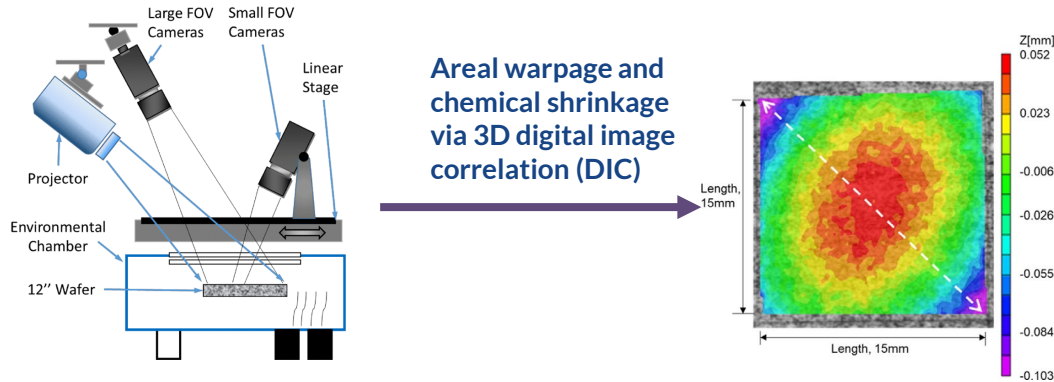 Large FOV
Cameras
Small FOV
Cameras
Linear
Stage
Projector
Environmental
Chamber
12’’ Wafer
Areal warpage and
chemical shrinkage
via 3D digital image
correlation (DIC)
Length,
15mm
Length, 15mm
Z[mm]
0.052
0.023
-0.006
-0.026
-0.055
-0.084
-0.103